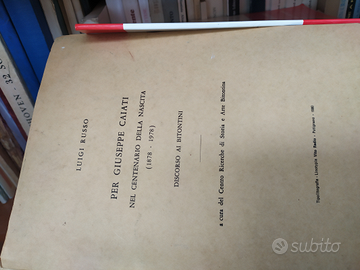 LUIGI RUSSO
PER GIUSEPPE CAIATI
NEL CENTENARIO DELLA NASCITA
(1878 - 1978)
DISCORSO AI BITONTINI
a cura del Centro Ricerche di Storia e Arte Bitontina
subito